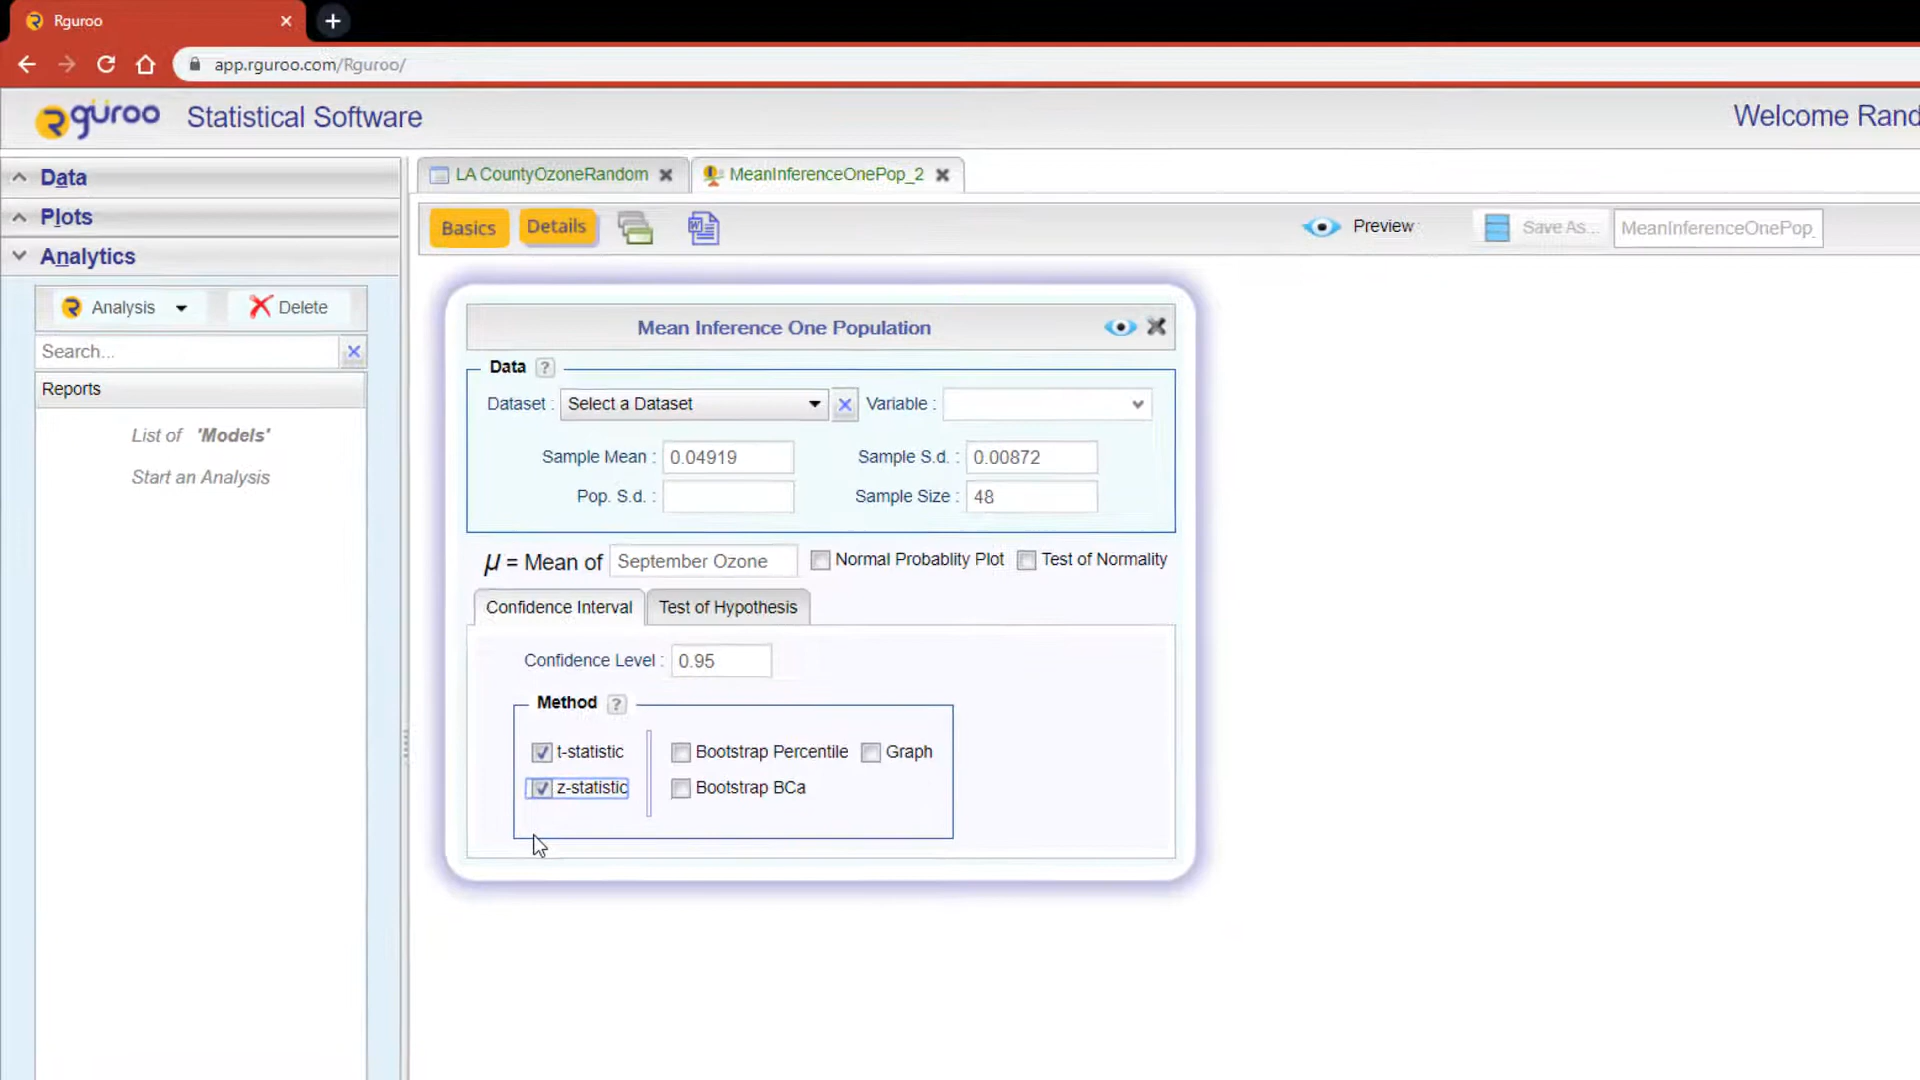 Rguroo
app.rguroo.com/Rguroo/
rguroo Statistical Software
Welcome Rand
Data
Plots
Analytics
Analysis
Delete
Search...
Reports
List of 'Models'
Start an Analysis
LA CountyOzoneRandom
MeanInferenceOnePop_2
Basics
Details
Preview
Save As...
MeanInferenceOnePop_
Mean Inference One Population
Data ?
Dataset : Select a Dataset Variable :
Sample Mean : 0.04919 Sample S.d. : 0.00872
Pop. S.d. : Sample Size : 48
μ = Mean of September Ozone Normal Probablity Plot Test of Normality
Confidence Interval Test of Hypothesis
Confidence Level : 0.95
Method ?
t-statistic Bootstrap Percentile Graph
z-statistic Bootstrap BCa